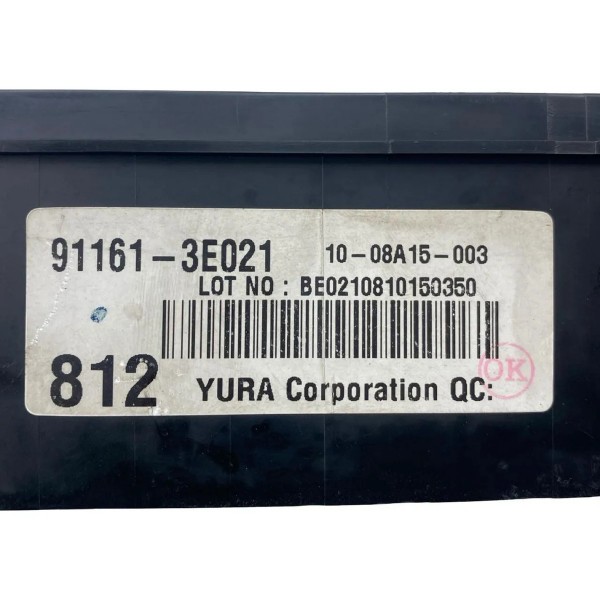 91161-3E021 10-08A15-003
LOT NO : BE0210810150350
812 YURA Corporation QC: OK